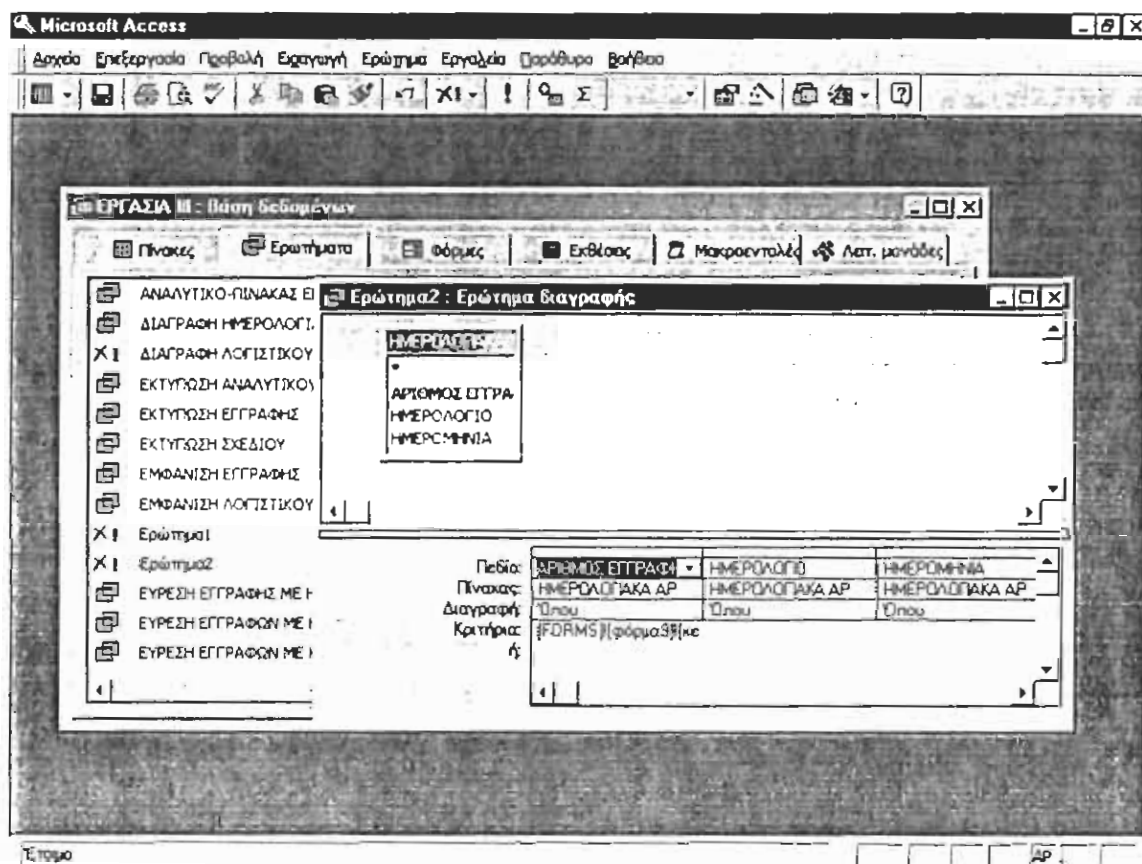 Microsoft Access
Αρχείο Επεξεργασία Προβολή Εισαγωγή Ερώτημα Εργαλεία Παράθυρο Βοήθεια
ΕΡΓΑΣΙΑ III : Βάση δεδομένων
Πίνακες Ερωτήματα Φόρμες Εκθέσεις Μακροεντολές Λειτ. μονάδες
ΑΝΑΛΥΤΙΚΟ-ΠΙΝΑΚΑΣ ΕΙ
ΔΙΑΓΡΑΦΗ ΗΜΕΡΟΛΟΓΙ
ΔΙΑΓΡΑΦΗ ΛΟΓΙΣΤΙΚΟΥ
ΕΚΤΥΠΩΣΗ ΑΝΑΛΥΤΙΚΟΥ
ΕΚΤΥΠΩΣΗ ΕΓΓΡΑΦΗΣ
ΕΚΤΥΠΩΣΗ ΣΧΕΔΙΟΥ
ΕΜΦΑΝΙΣΗ ΕΓΓΡΑΦΗΣ
ΕΜΦΑΝΙΣΗ ΛΟΓΙΣΤΙΚΟΥ
Ερώτημα1
Ερώτημα2
ΕΥΡΕΣΗ ΕΓΓΡΑΦΗΣ ΜΕ Η
ΕΥΡΕΣΗ ΕΓΓΡΑΦΩΝ ΜΕ
ΕΥΡΕΣΗ ΕΓΓΡΑΦΩΝ ΜΕ
Ερώτημα2 : Ερώτημα διαγραφής
ΗΜΕΡΟΛΟΓΙΑ
*
ΑΡΙΘΜΟΣ ΕΓΓΡΑ
ΗΜΕΡΟΛΟΓΙΟ
ΗΜΕΡΟΜΗΝΙΑ
Πεδίο: ΑΡΙΘΜΟΣ ΕΓΓΡΑΦΗ ΗΜΕΡΟΛΟΓΙΟ ΗΜΕΡΟΜΗΝΙΑ
Πίνακας: ΗΜΕΡΟΛΟΓΙΑΚΑ ΑΡ ΗΜΕΡΟΛΟΓΙΑΚΑ ΑΡ ΗΜΕΡΟΛΟΓΙΑΚΑ ΑΡ
Διαγραφή: Όπου Όπου Όπου
Κριτήρια: [FORMS]![φόρμα9]![κε
ή:
Έτοιμο ΑΡ